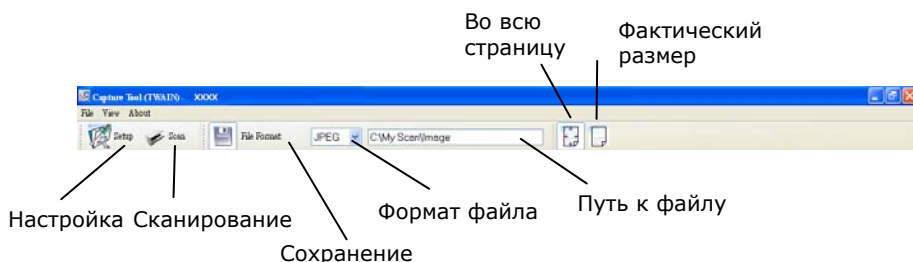 Во всю
страницу
Фактический
размер
Capture Tool (TWAIN) - XXXX
File View About
Setup Scan File Format: JPEG C:\My Scan\Image
Настройка Сканирование
Формат файла
Путь к файлу
Сохранение